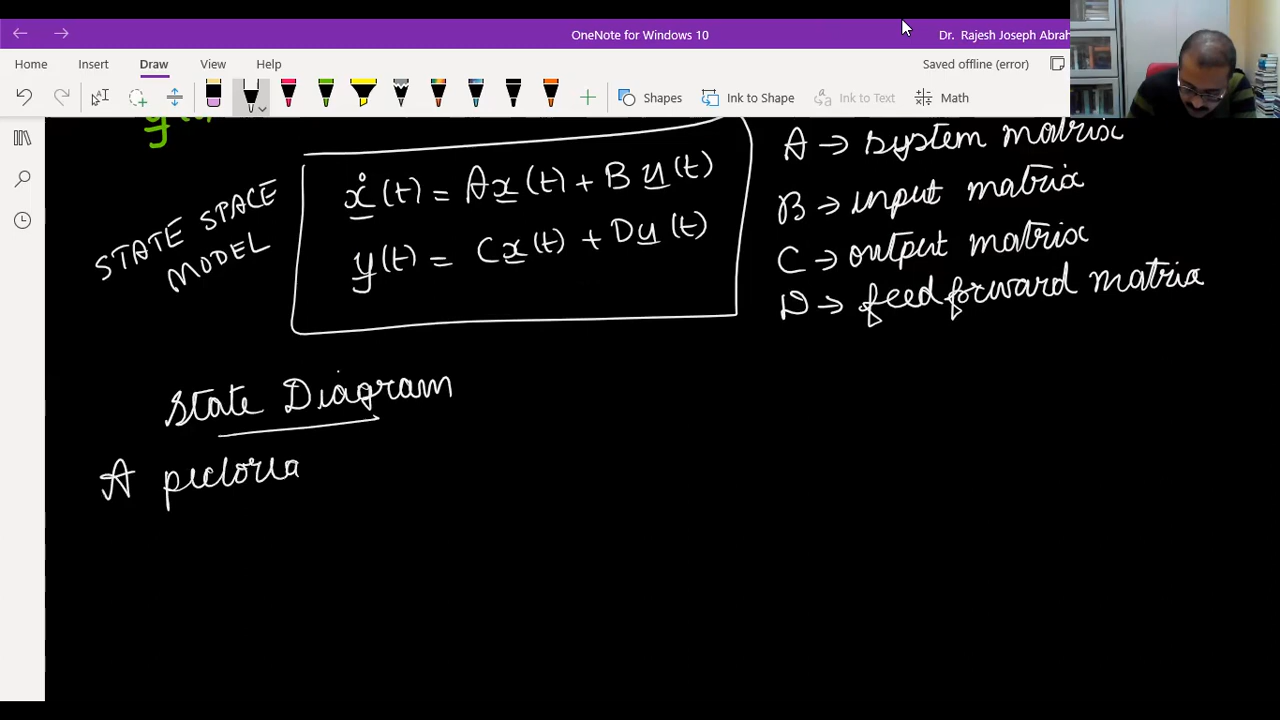 OneNote for Windows 10
Dr. Rajesh Joseph Abrah
Home Insert Draw View Help
Saved offline (error)
Shapes Ink to Shape Ink to Text Math
STATE SPACE MODEL
ẋ(t) = Ax(t) + Bu(t)
y(t) = Cx(t) + Du(t)
A → system matrix
B → input matrix
C → output matrix
D → feedforward matrix
State Diagram
A pictoria